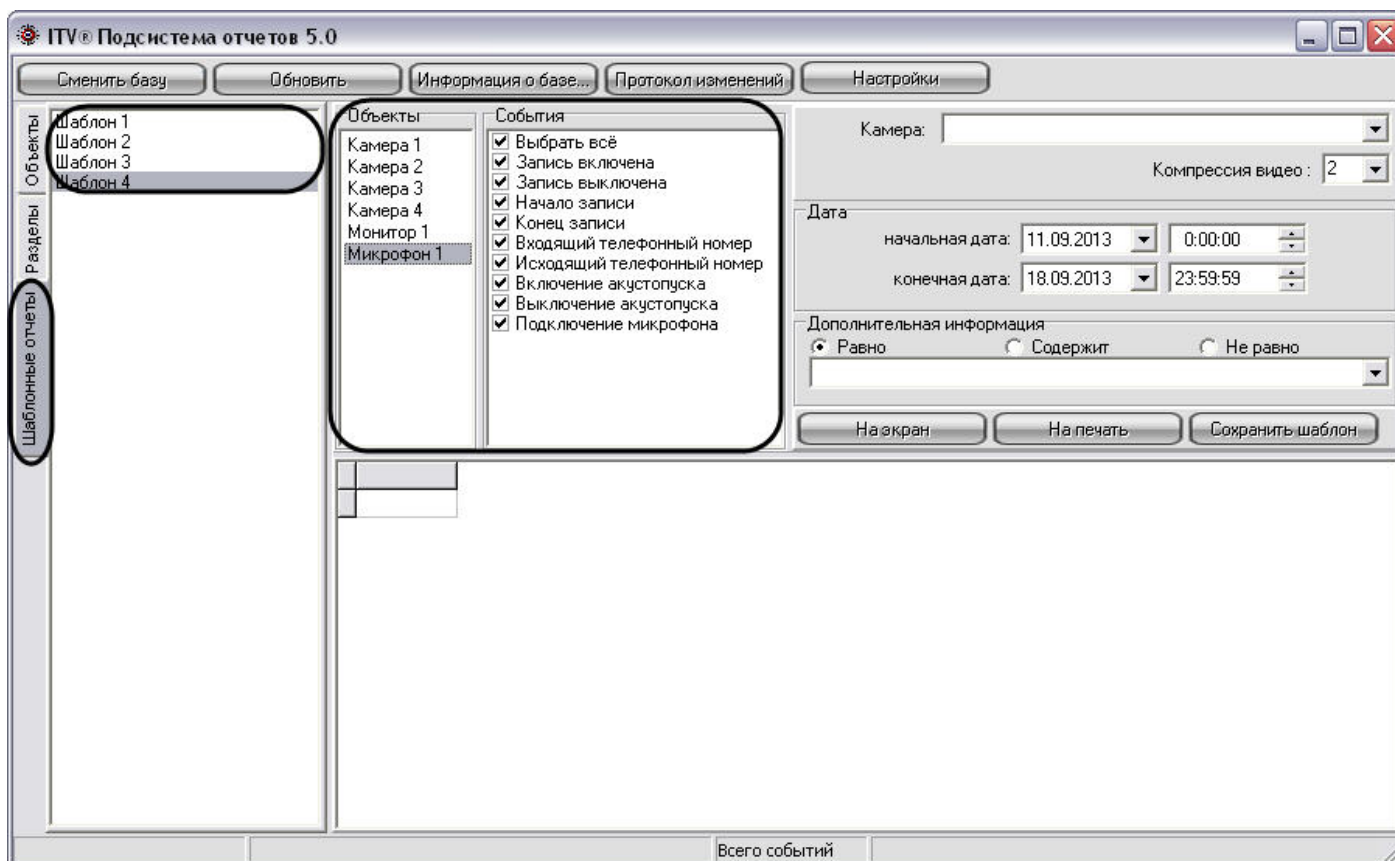 ITV® Подсистема отчетов 5.0
Сменить базу
Обновить
Информация о базе...
Протокол изменений
Настройки
Объекты
Разделы
Шаблонные отчеты
Шаблон 1
Шаблон 2
Шаблон 3
Шаблон 4
Объекты
Камера 1
Камера 2
Камера 3
Камера 4
Монитор 1
Микрофон 1
События
Выбрать всё
Запись включена
Запись выключена
Начало записи
Конец записи
Входящий телефонный номер
Исходящий телефонный номер
Включение акустопуска
Выключение акустопуска
Подключение микрофона
Камера:
Компрессия видео : 2
Дата
начальная дата: 11.09.2013 0:00:00
конечная дата: 18.09.2013 23:59:59
Дополнительная информация
Равно Содержит Не равно
На экран
На печать
Сохранить шаблон
Всего событий